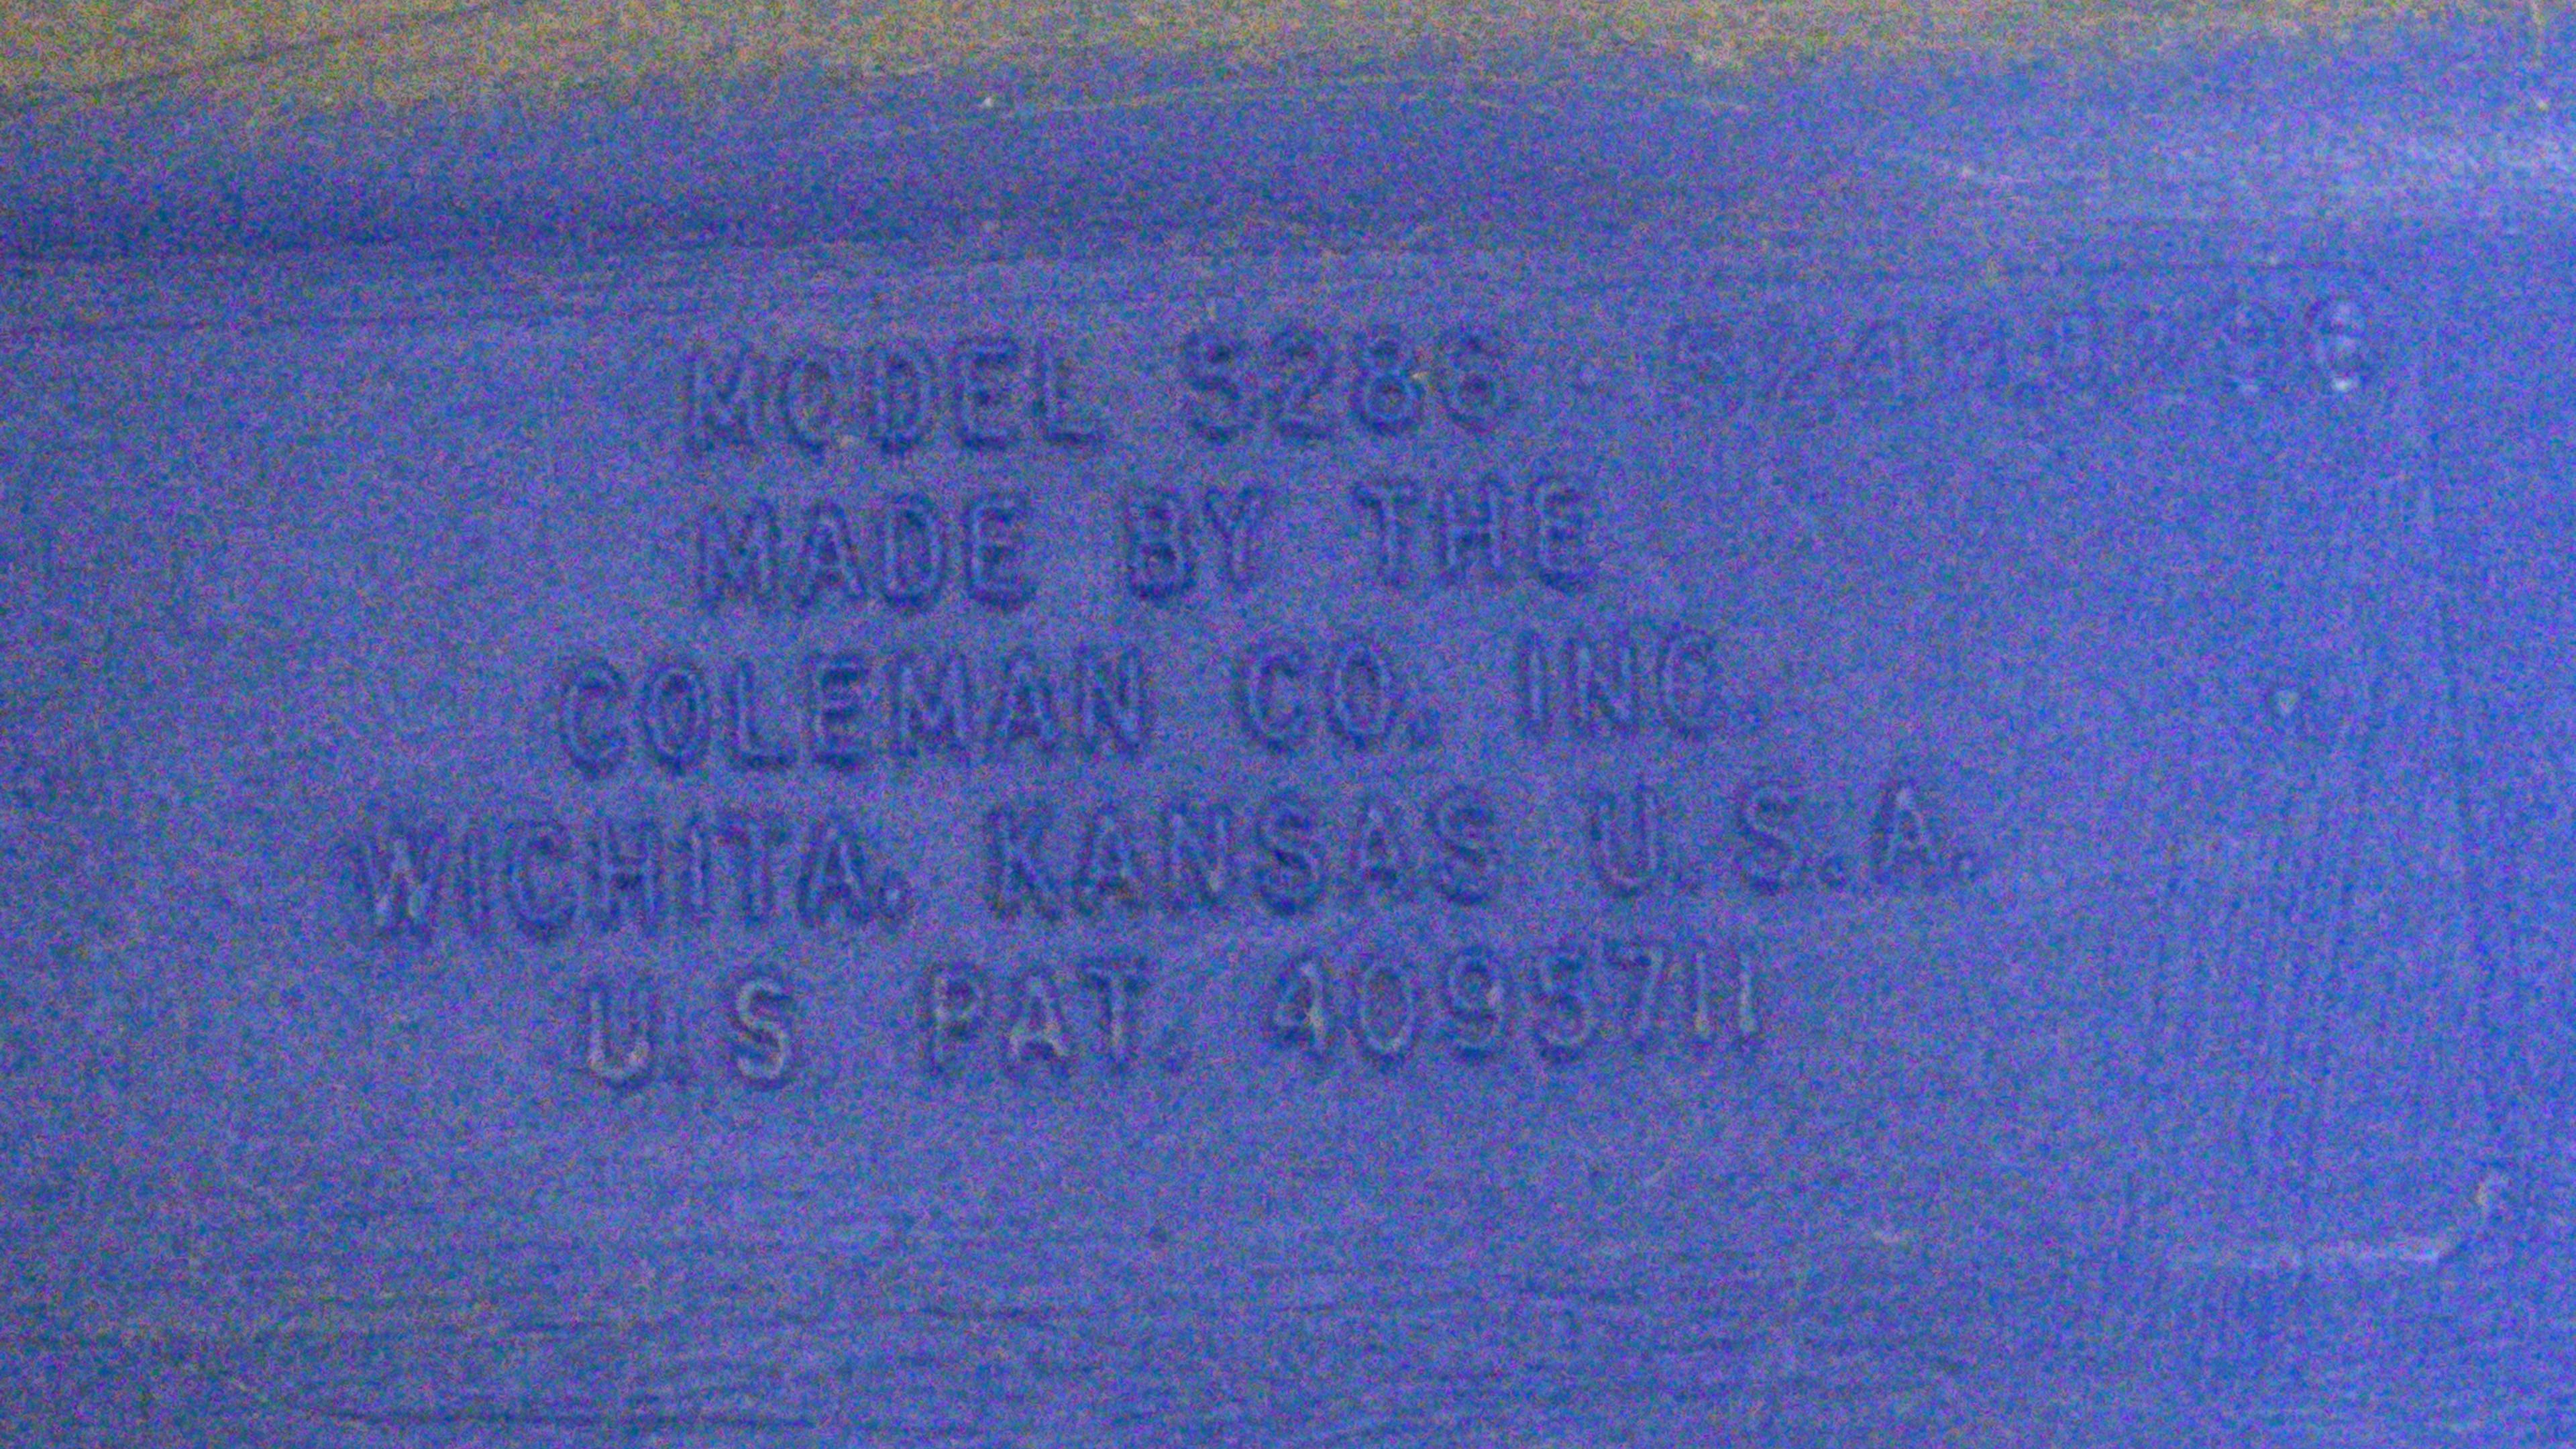 MODEL 5286
MADE BY THE
COLEMAN CO. INC.
WICHITA, KANSAS U.S.A.
U.S PAT. 4095711